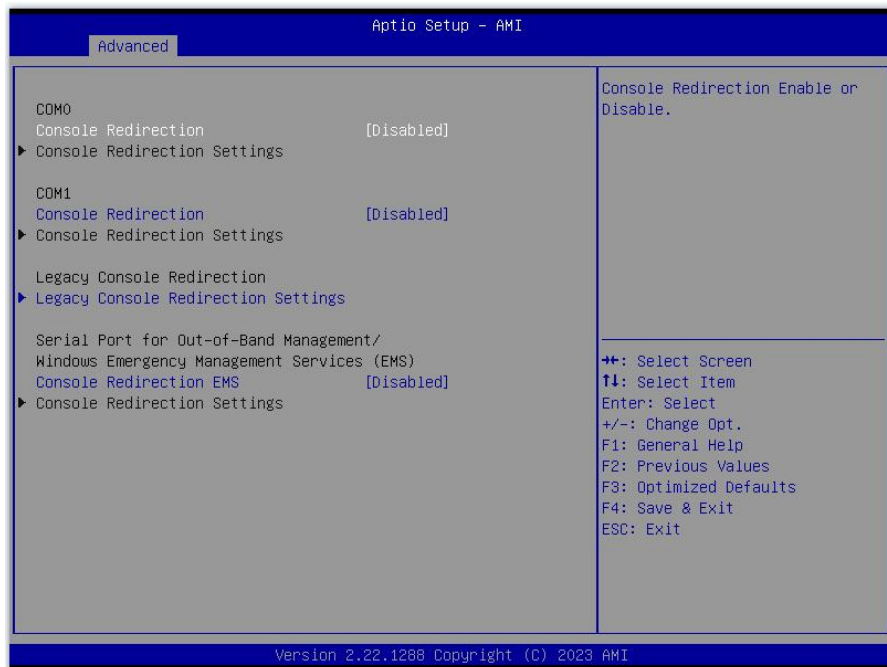 Aptio Setup – AMI
Advanced
COM0
Console Redirection [Disabled]
▶ Console Redirection Settings
COM1
Console Redirection [Disabled]
▶ Console Redirection Settings
Legacy Console Redirection
▶ Legacy Console Redirection Settings
Serial Port for Out-of-Band Management/
Windows Emergency Management Services (EMS)
Console Redirection EMS [Disabled]
▶ Console Redirection Settings
Console Redirection Enable or
Disable.
→←: Select Screen
↑↓: Select Item
Enter: Select
+/-: Change Opt.
F1: General Help
F2: Previous Values
F3: Optimized Defaults
F4: Save & Exit
ESC: Exit
Version 2.22.1288 Copyright (C) 2023 AMI